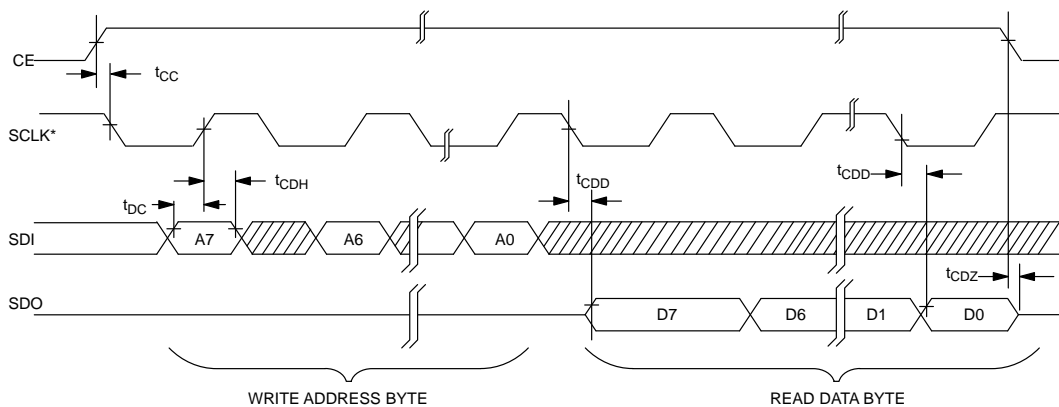 CE
tCC
SCLK*
tCDH
tCDD
tCDD
tDC
SDI
A7
A6
A0
tCDZ
SDO
D7
D6
D1
D0
WRITE ADDRESS BYTE
READ DATA BYTE